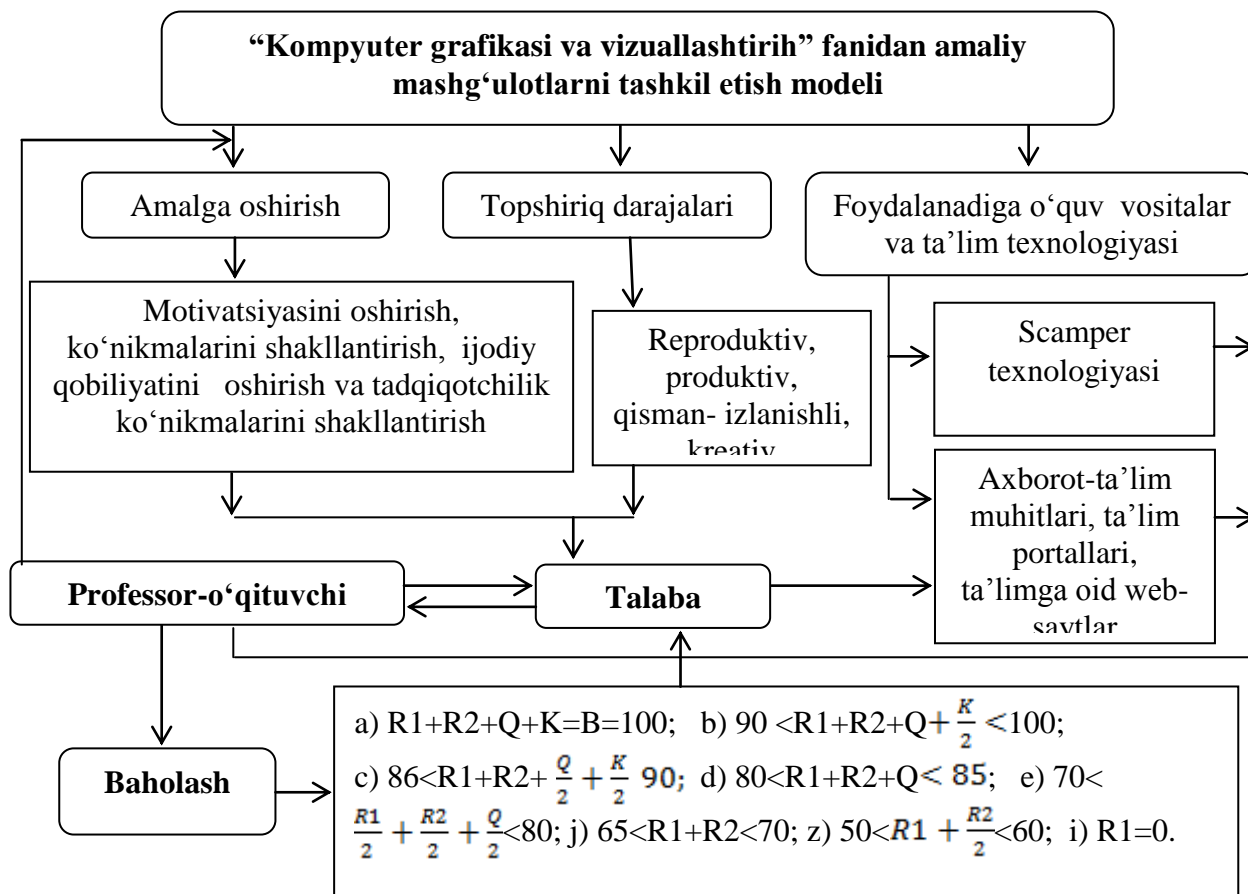 “Kompyuter grafikasi va vizuallashtirih” fanidan amaliy
mashg‘ulotlarni tashkil etish modeli
Amalga oshirish
Topshiriq darajalari
Foydalanadiga o‘quv vositalar
va ta’lim texnologiyasi
Motivatsiyasini oshirish,
ko‘nikmalarini shakllantirish, ijodiy
qobiliyatini oshirish va tadqiqotchilik
ko‘nikmalarini shakllantirish
Reproduktiv,
produktiv,
qisman- izlanishli,
kreativ
Scamper
texnologiyasi
Axborot-ta’lim
muhitlari, ta’lim
portallari,
ta’limga oid web-
saytlar
Professor-o‘qituvchi
Talaba
Baholash
a) R1+R2+Q+K=B=100; b) 90 <R1+R2+Q+ K/2 <100;
c) 86<R1+R2+ Q/2 + K/2 90; d) 80<R1+R2+Q< 85; e) 70<
R1/2 + R2/2 + Q/2 <80; j) 65<R1+R2<70; z) 50<R1 + R2/2 <60; i) R1=0.